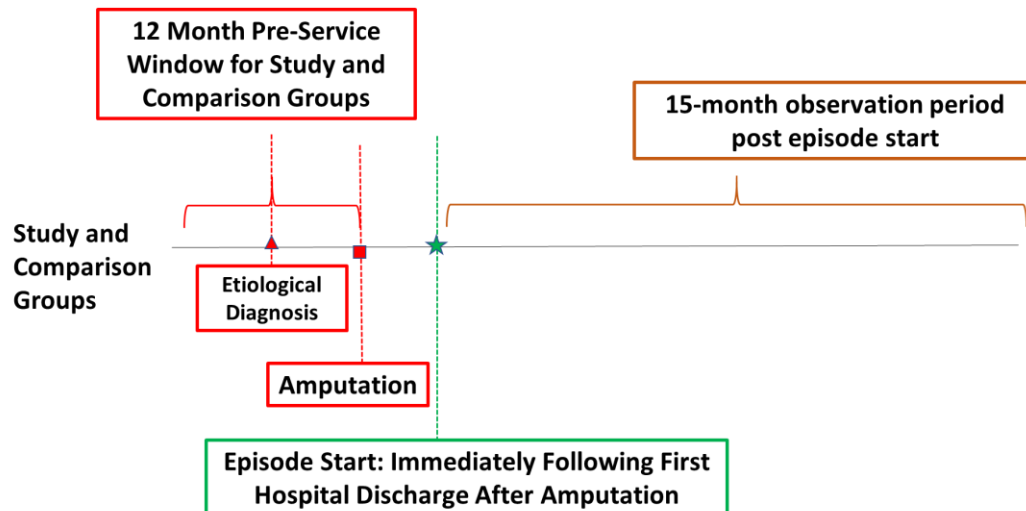 12 Month Pre-Service
Window for Study and
Comparison Groups
15-month observation period
post episode start
Study and
Comparison
Groups
Etiological
Diagnosis
Amputation
Episode Start: Immediately Following First
Hospital Discharge After Amputation